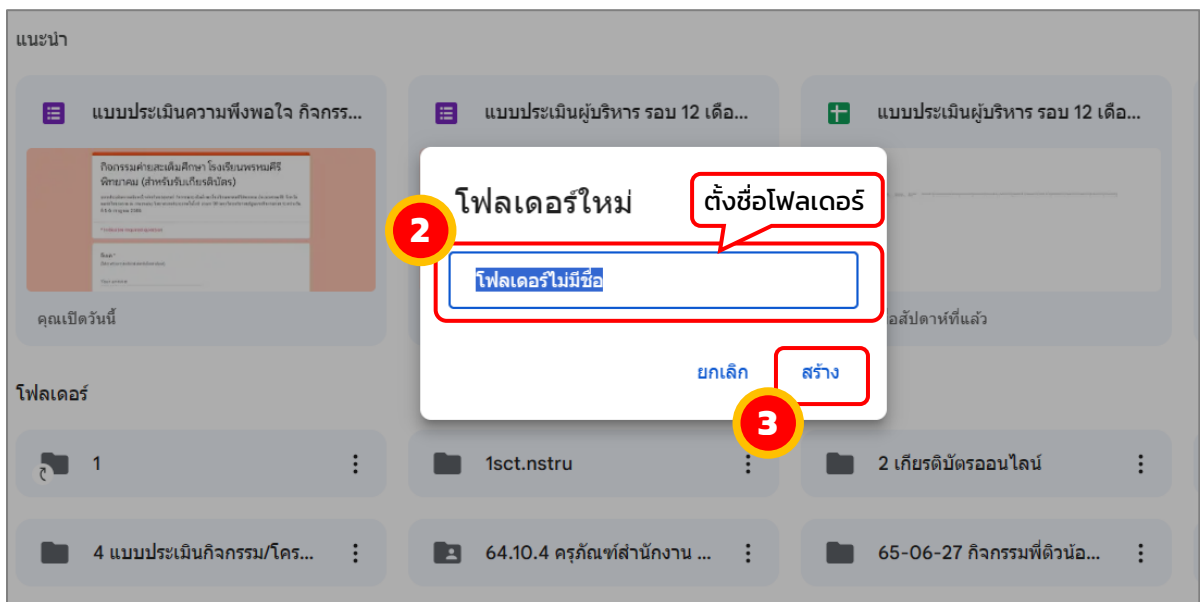 แนะนำ
แบบประเมินความพึงพอใจ กิจกรร...
แบบประเมินผู้บริหาร รอบ 12 เดือ...
แบบประเมินผู้บริหาร รอบ 12 เดือ...
กิจกรรมค่ายสะเต็มศึกษา โรงเรียนพรหมคีรี
พิทยาคม (สำหรับรับเกียรติบัตร)
โฟลเดอร์ใหม่
ตั้งชื่อโฟลเดอร์
2
โฟลเดอร์ไม่มีชื่อ
คุณเปิดวันนี้
อสัปดาห์ที่แล้ว
ยกเลิก
สร้าง
3
โฟลเดอร์
1
1sct.nstru
2 เกียรติบัตรออนไลน์
4 แบบประเมินกิจกรรม/โคร...
64.10.4 ครุภัณฑ์สำนักงาน ...
65-06-27 กิจกรรมพี่ติวน้อ...